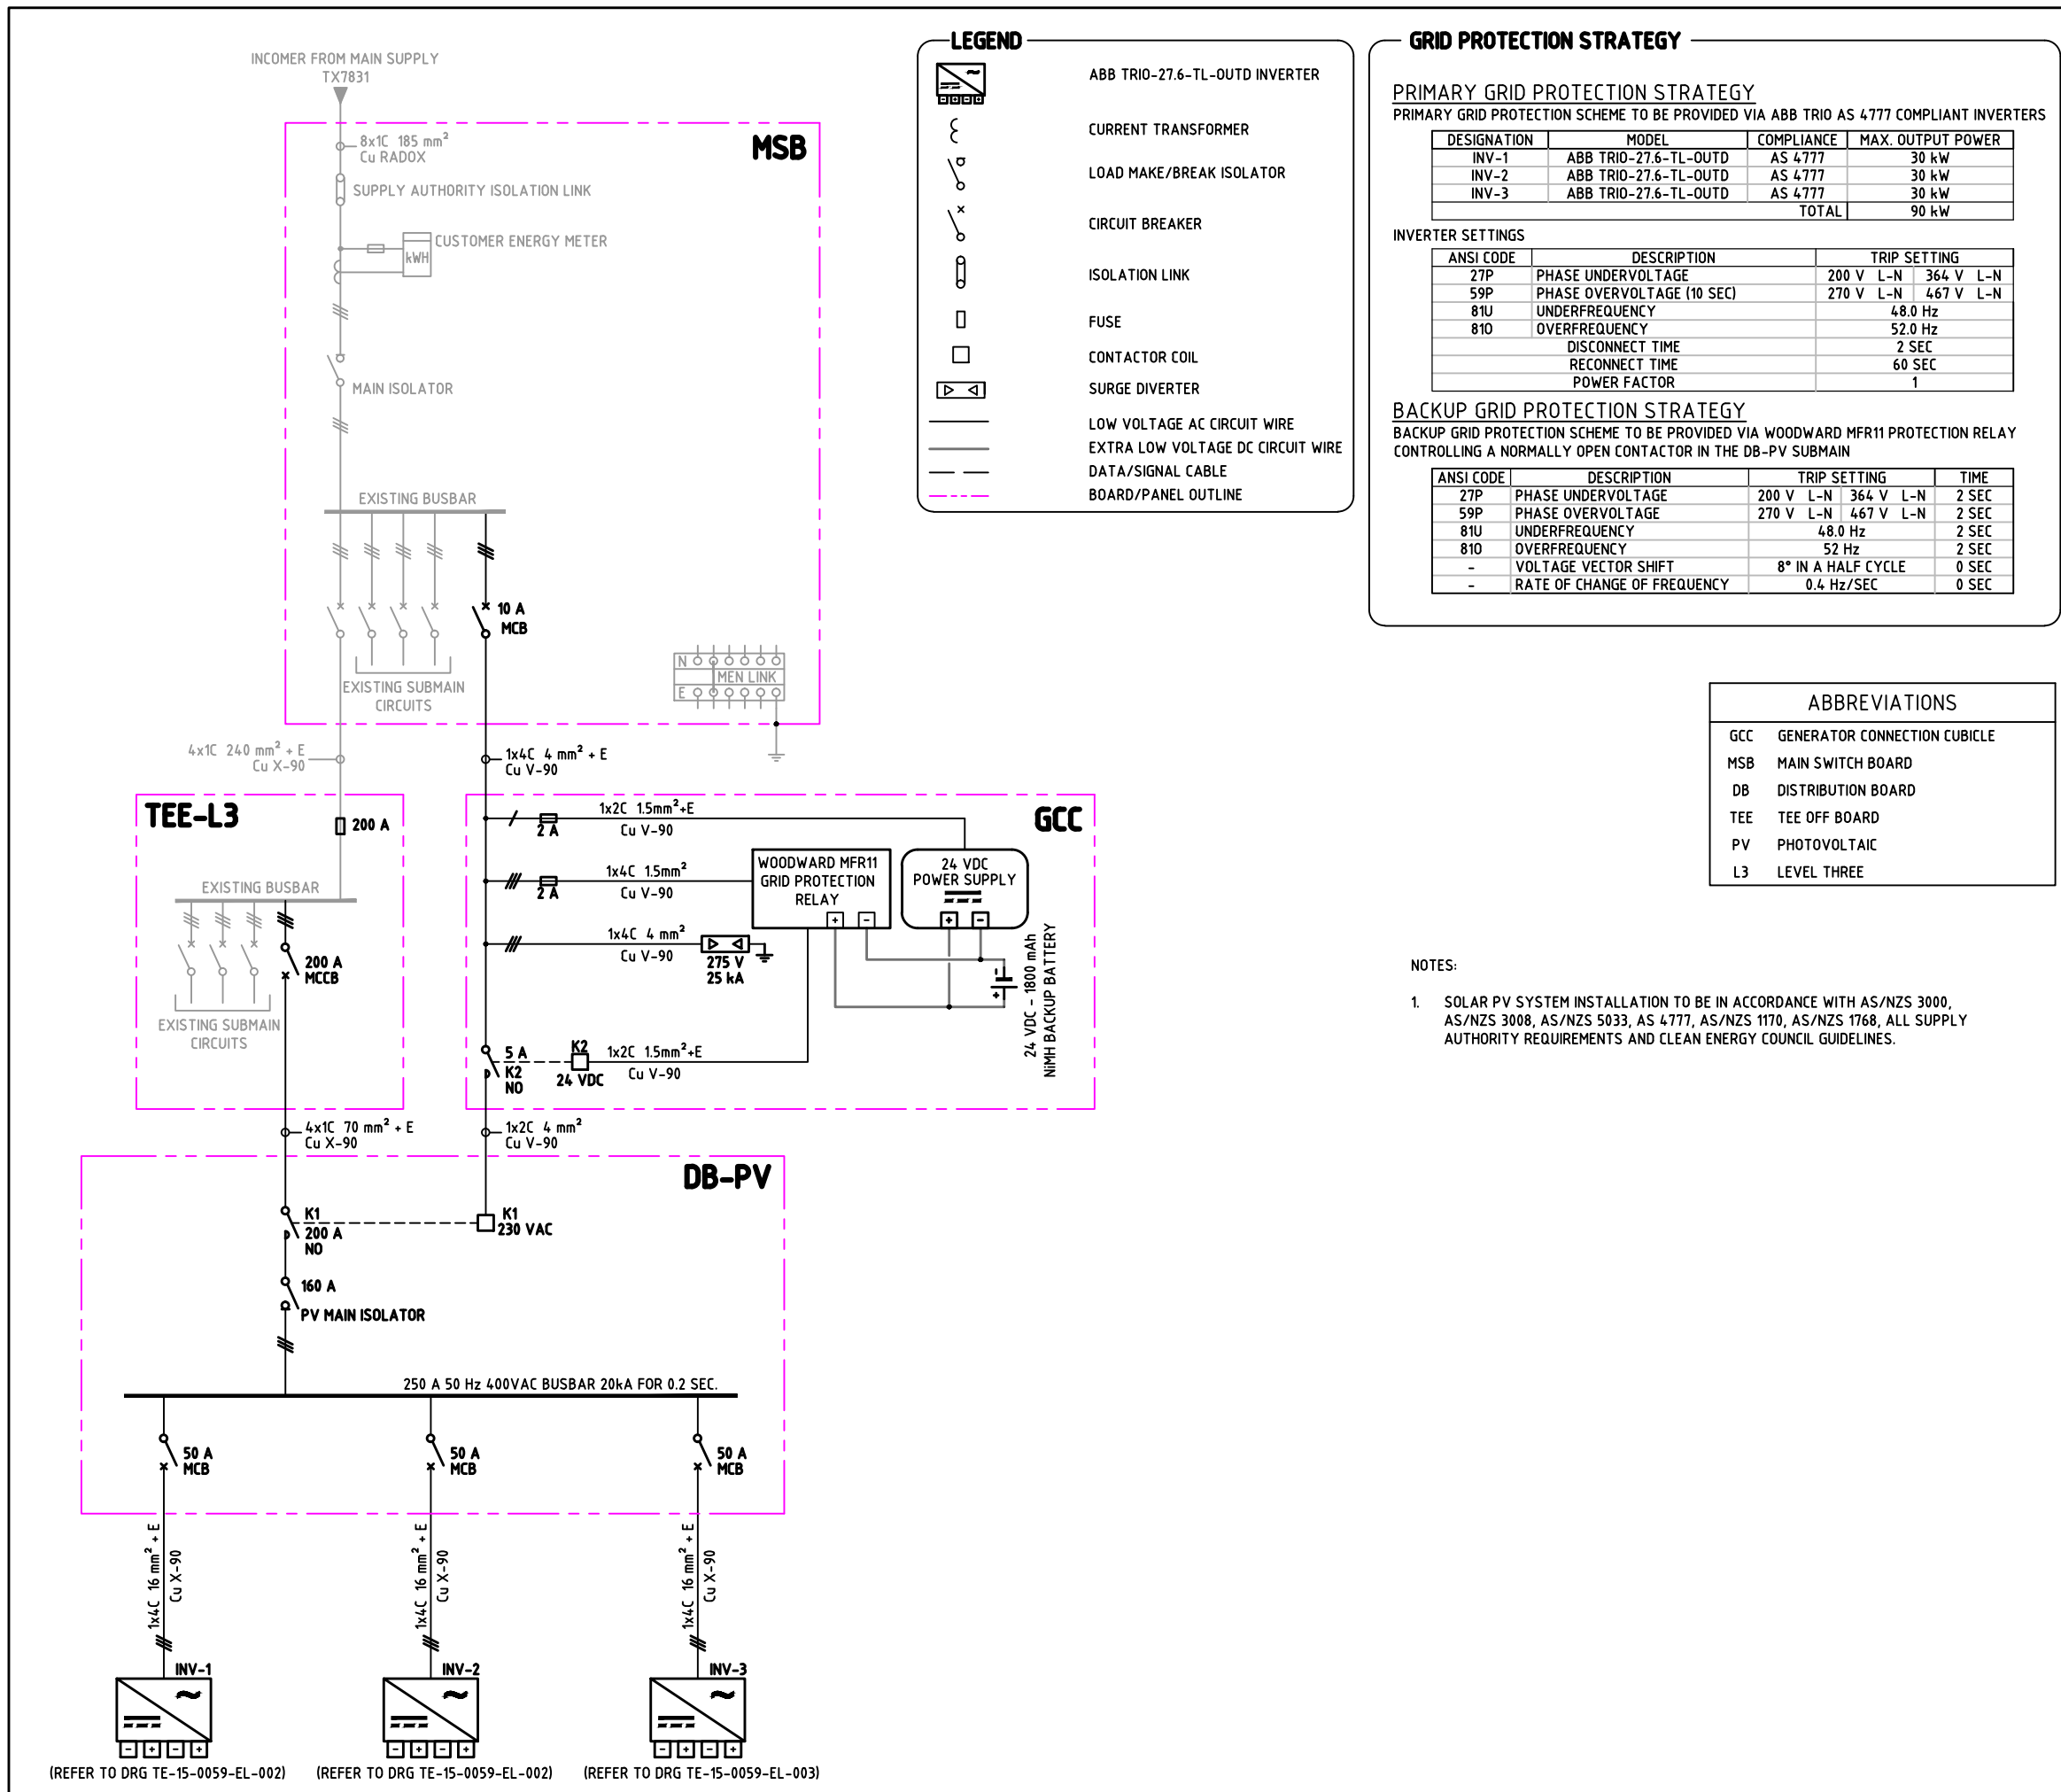 INCOMER FROM MAIN SUPPLY
TX7831
MSB
8x1C 185 mm²
Cu RADOX
SUPPLY AUTHORITY ISOLATION LINK
CUSTOMER ENERGY METER
kWH
MAIN ISOLATOR
EXISTING BUSBAR
10 A
MCB
EXISTING SUBMAIN
CIRCUITS
N
MEN LINK
E
4x1C 240 mm² + E
Cu X-90
1x4C 4 mm² + E
Cu V-90
TEE-L3
200 A
EXISTING BUSBAR
200 A
MCCB
EXISTING SUBMAIN
CIRCUITS
4x1C 70 mm² + E
Cu X-90
GCC
1x2C 1.5mm²+E
2 A
Cu V-90
1x4C 1.5mm²
2 A
Cu V-90
WOODWARD MFR11
GRID PROTECTION
RELAY
+ -
24 VDC
POWER SUPPLY
+ -
1x4C 4 mm²
Cu V-90
275 V
25 kA
-
+
24 VDC - 1800 mAh
NiMH BACKUP BATTERY
5 A
K2
NO
K2
24 VDC
1x2C 1.5mm²+E
Cu V-90
1x2C 4 mm²
Cu V-90
DB-PV
K1
200 A
NO
K1
230 VAC
160 A
PV MAIN ISOLATOR
250 A 50 Hz 400VAC BUSBAR 20kA FOR 0.2 SEC.
50 A
MCB
50 A
MCB
50 A
MCB
1x4C 16 mm² + E
Cu X-90
1x4C 16 mm² + E
Cu X-90
1x4C 16 mm² + E
Cu X-90
INV-1
- + - +
(REFER TO DRG TE-15-0059-EL-002)
INV-2
- + - +
(REFER TO DRG TE-15-0059-EL-002)
INV-3
- + - +
(REFER TO DRG TE-15-0059-EL-003)
LEGEND
ABB TRIO-27.6-TL-OUTD INVERTER
CURRENT TRANSFORMER
LOAD MAKE/BREAK ISOLATOR
CIRCUIT BREAKER
ISOLATION LINK
FUSE
CONTACTOR COIL
SURGE DIVERTER
LOW VOLTAGE AC CIRCUIT WIRE
EXTRA LOW VOLTAGE DC CIRCUIT WIRE
DATA/SIGNAL CABLE
BOARD/PANEL OUTLINE
GRID PROTECTION STRATEGY
PRIMARY GRID PROTECTION STRATEGY
PRIMARY GRID PROTECTION SCHEME TO BE PROVIDED VIA ABB TRIO AS 4777 COMPLIANT INVERTERS
DESIGNATION MODEL COMPLIANCE MAX. OUTPUT POWER
INV-1 ABB TRIO-27.6-TL-OUTD AS 4777 30 kW
INV-2 ABB TRIO-27.6-TL-OUTD AS 4777 30 kW
INV-3 ABB TRIO-27.6-TL-OUTD AS 4777 30 kW
TOTAL 90 kW
INVERTER SETTINGS
ANSI CODE DESCRIPTION TRIP SETTING
27P PHASE UNDERVOLTAGE 200 V L-N 364 V L-N
59P PHASE OVERVOLTAGE (10 SEC) 270 V L-N 467 V L-N
81U UNDERFREQUENCY 48.0 Hz
81O OVERFREQUENCY 52.0 Hz
DISCONNECT TIME 2 SEC
RECONNECT TIME 60 SEC
POWER FACTOR 1
BACKUP GRID PROTECTION STRATEGY
BACKUP GRID PROTECTION SCHEME TO BE PROVIDED VIA WOODWARD MFR11 PROTECTION RELAY
CONTROLLING A NORMALLY OPEN CONTACTOR IN THE DB-PV SUBMAIN
ANSI CODE DESCRIPTION TRIP SETTING TIME
27P PHASE UNDERVOLTAGE 200 V L-N 364 V L-N 2 SEC
59P PHASE OVERVOLTAGE 270 V L-N 467 V L-N 2 SEC
81U UNDERFREQUENCY 48.0 Hz 2 SEC
81O OVERFREQUENCY 52 Hz 2 SEC
- VOLTAGE VECTOR SHIFT 8° IN A HALF CYCLE 0 SEC
- RATE OF CHANGE OF FREQUENCY 0.4 Hz/SEC 0 SEC
ABBREVIATIONS
GCC GENERATOR CONNECTION CUBICLE
MSB MAIN SWITCH BOARD
DB DISTRIBUTION BOARD
TEE TEE OFF BOARD
PV PHOTOVOLTAIC
L3 LEVEL THREE
NOTES:
1. SOLAR PV SYSTEM INSTALLATION TO BE IN ACCORDANCE WITH AS/NZS 3000,
AS/NZS 3008, AS/NZS 5033, AS 4777, AS/NZS 1170, AS/NZS 1768, ALL SUPPLY
AUTHORITY REQUIREMENTS AND CLEAN ENERGY COUNCIL GUIDELINES.